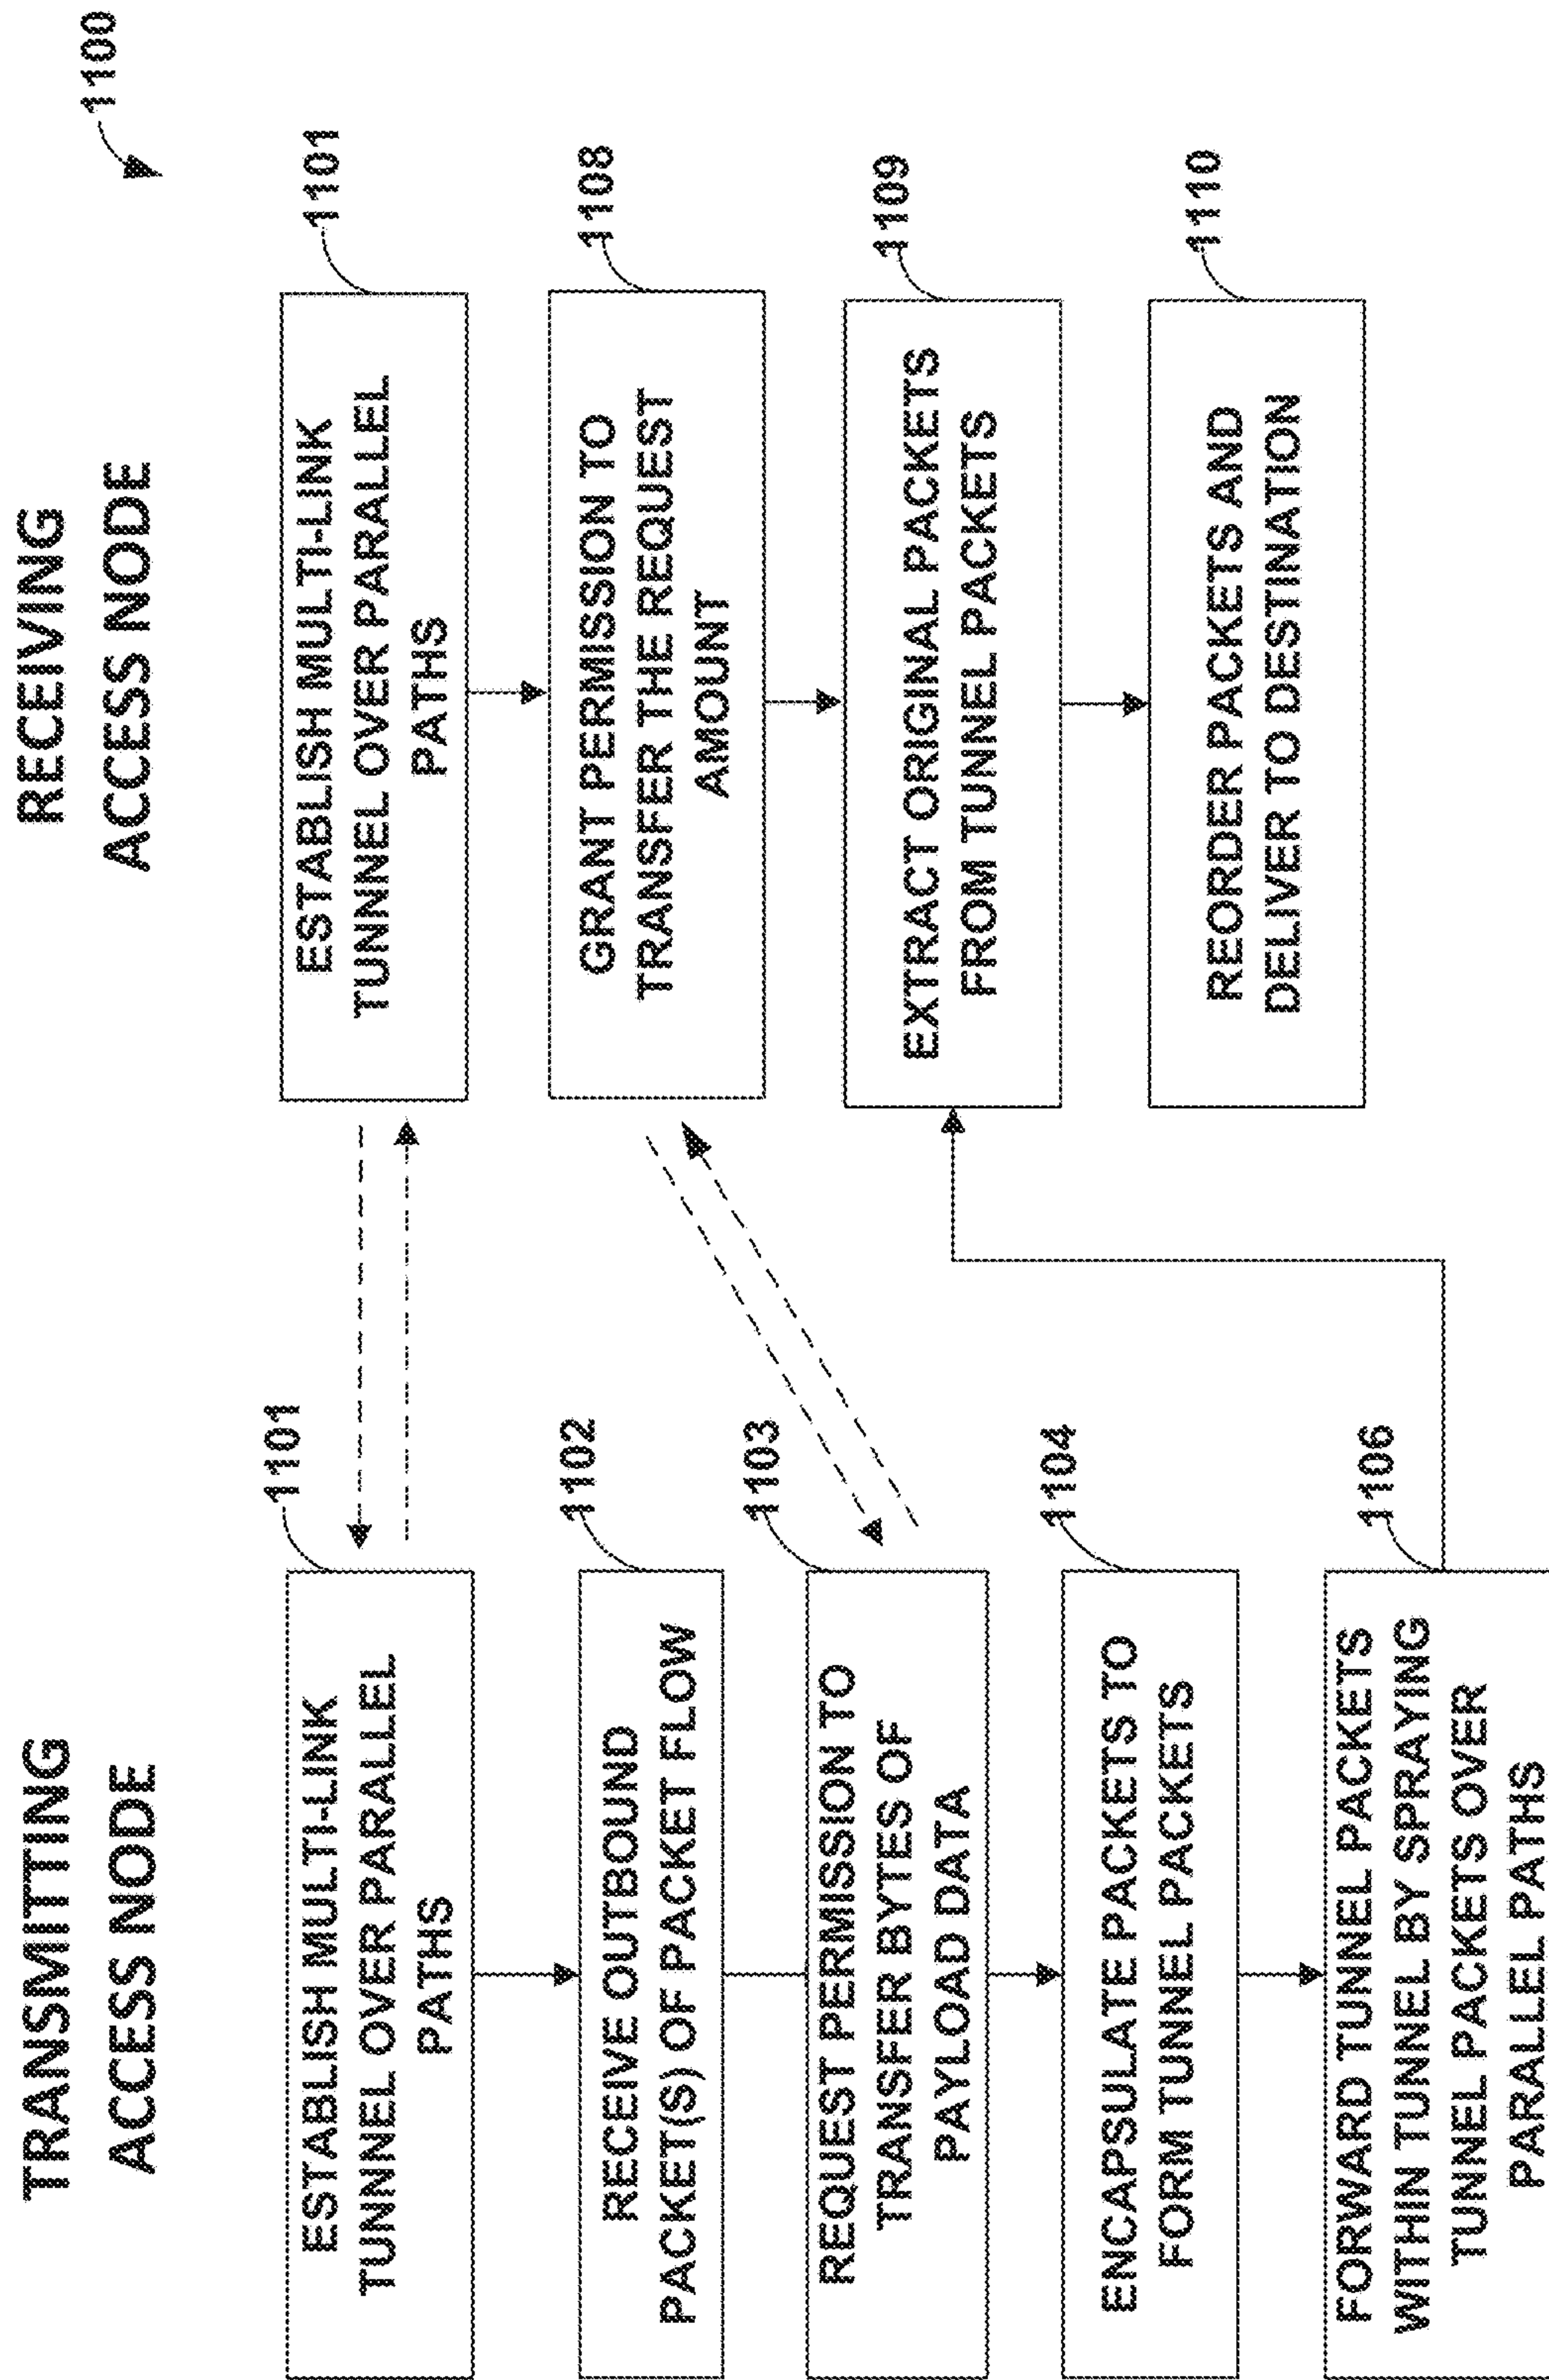 1100
TRANSMITTING
ACCESS NODE
RECEIVING
ACCESS NODE
1101
ESTABLISH MULTI-LINK
TUNNEL OVER PARALLEL
PATHS
1102
RECEIVE OUTBOUND
PACKET(S) OF PACKET FLOW
1103
REQUEST PERMISSION TO
TRANSFER BYTES OF
PAYLOAD DATA
1104
ENCAPSULATE PACKETS TO
FORM TUNNEL PACKETS
1106
FORWARD TUNNEL PACKETS
WITHIN TUNNEL BY SPRAYING
TUNNEL PACKETS OVER
PARALLEL PATHS
1101
ESTABLISH MULTI-LINK
TUNNEL OVER PARALLEL
PATHS
1108
GRANT PERMISSION TO
TRANSFER THE REQUEST
AMOUNT
1109
EXTRACT ORIGINAL PACKETS
FROM TUNNEL PACKETS
1110
REORDER PACKETS AND
DELIVER TO DESTINATION